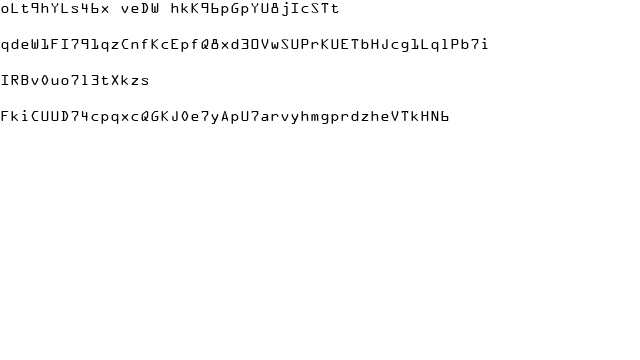 oLt9hYLs46x veDW hkK96pGpYU8jIcSTt
qdeW1FI791qzCnfKcEpfQ8xd3OVwSUPrKUETbHJcg1LqlPb7i
IRBv0uo7l3tXkzs
FkiCUUD74cpqxcQGKJ0e7yApU7arvyhmgprdzheVTkHN6